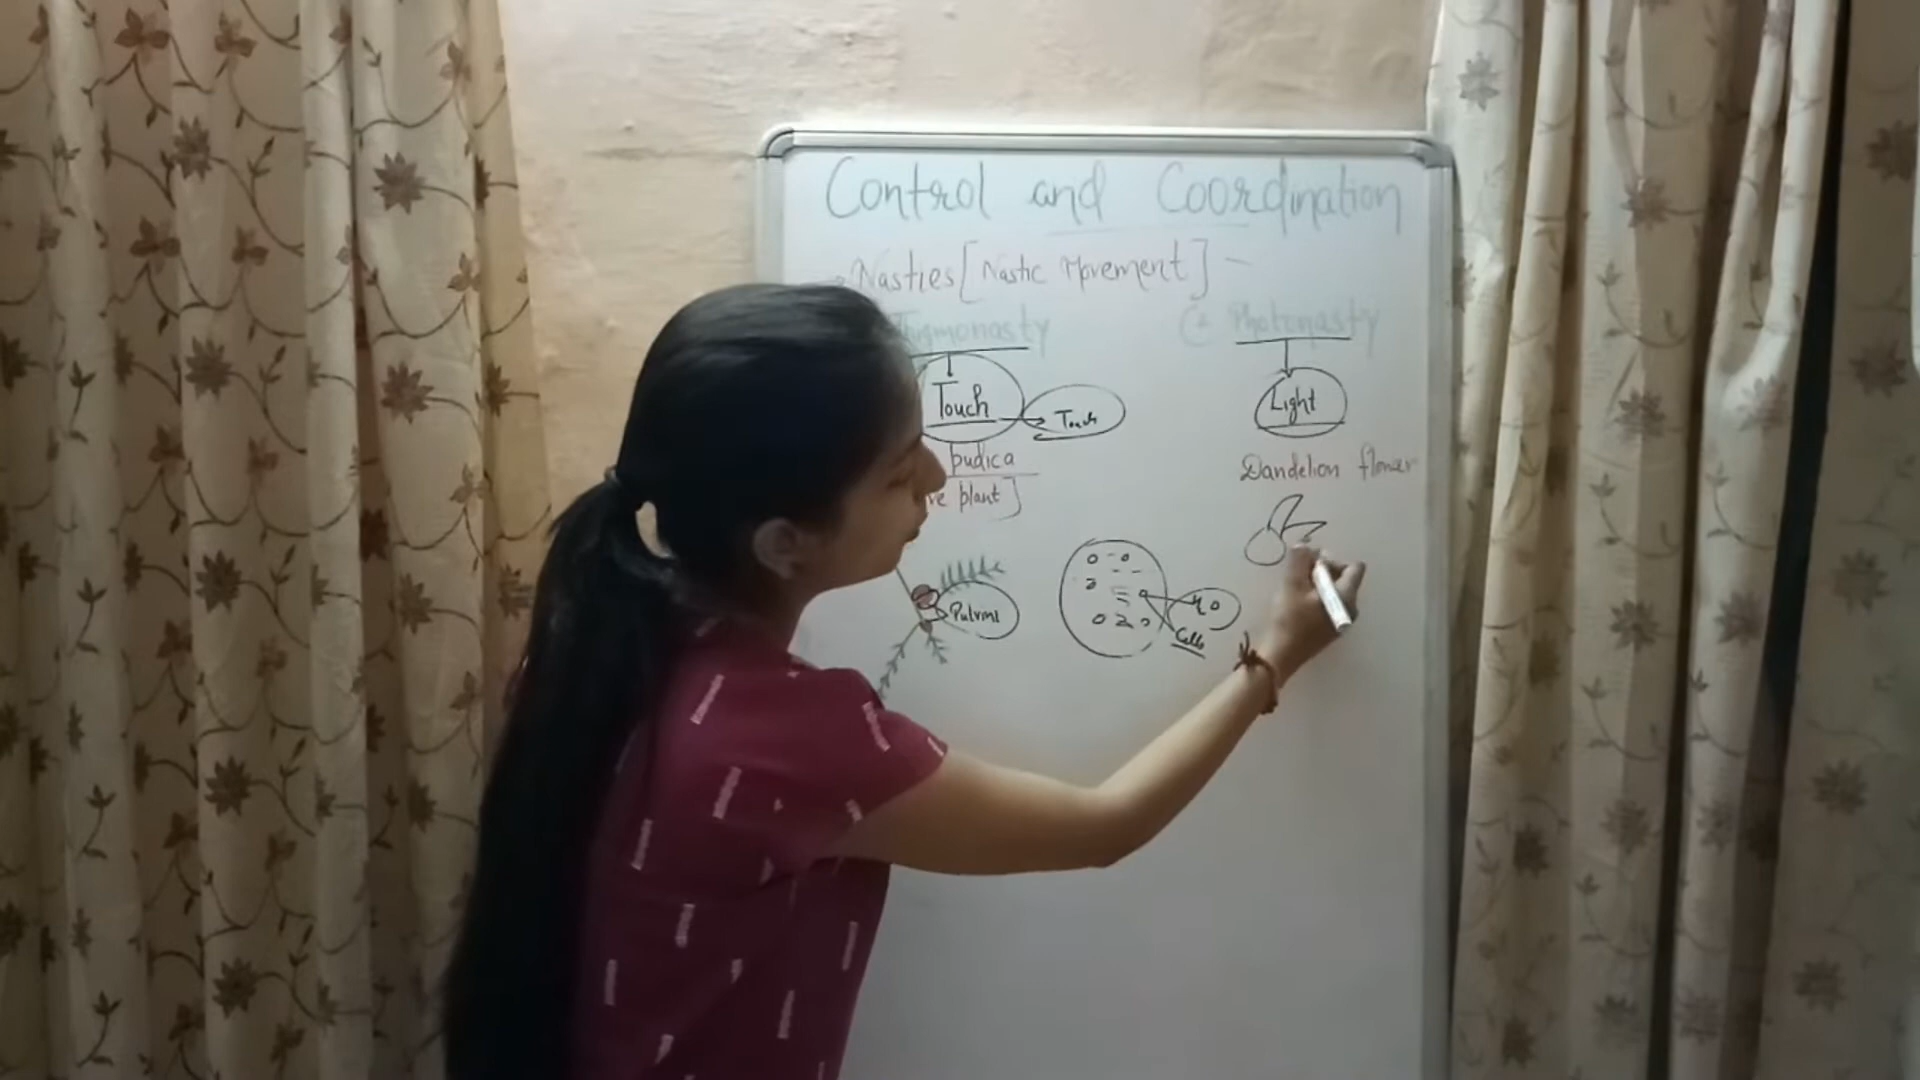 Control and Coordination
Nasties [Nastic Movement] -
Thigmonasty
(2 Photonasty
Touch
Touch
Light
pudica
ve plant]
Dandelion flower
Pulvini
H2O
Cells